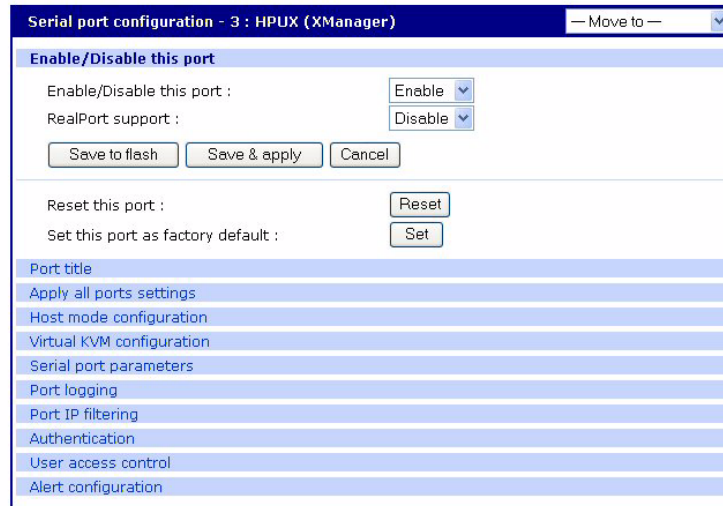 Serial port configuration - 3 : HPUX (XManager) — Move to —
Enable/Disable this port
Enable/Disable this port : Enable
RealPort support : Disable
Save to flash Save & apply Cancel
Reset this port : Reset
Set this port as factory default : Set
Port title
Apply all ports settings
Host mode configuration
Virtual KVM configuration
Serial port parameters
Port logging
Port IP filtering
Authentication
User access control
Alert configuration